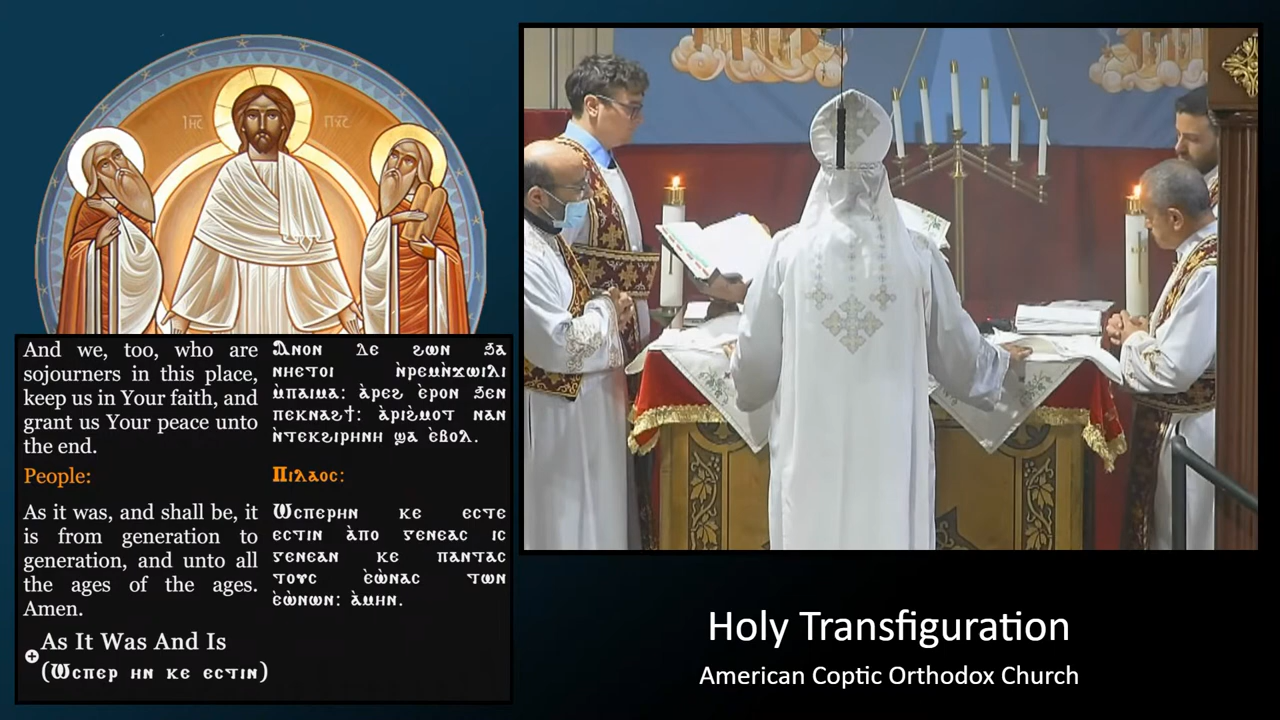 ΙΗΣ ΠΧΣ
And we, too, who are
sojourners in this place,
keep us in Your faith, and
grant us Your peace unto
the end.
People:
As it was, and shall be, it
is from generation to
generation, and unto all
the ages of the ages.
Amen.
Ⲁⲛⲟⲛ ⲇⲉ ϩⲱⲛ ϧⲁ
ⲛⲏⲉⲧⲟⲓ ⲛ̀ⲣⲉⲙⲛ̀ϫⲱⲓⲗⲓ
ⲙ̀ⲡⲁⲓⲙⲁ: ⲁ̀ⲣⲉϩ ⲉ̀ⲣⲟⲛ ϧⲉⲛ
ⲡⲉⲕⲛⲁϩϯ: ⲁ̀ⲣⲓϩ̀ⲙⲟⲧ ⲛⲁⲛ
ⲛ̀ⲧⲉⲕϩⲓⲣⲏⲛⲏ ϣⲁ ⲉ̀ⲃⲟⲗ.
Ⲡⲓⲗⲁⲟⲥ:
Ⲱⲥⲡⲉⲣⲏⲛ ⲕⲉ ⲉⲥⲧⲉ
ⲉⲥⲧⲓⲛ ⲁ̀ⲡⲟ ⲅⲉⲛⲉⲁⲥ ⲓⲥ
ⲅⲉⲛⲉⲁⲛ ⲕⲉ ⲡⲁⲛⲧⲁⲥ
ⲧⲟⲩⲥ ⲉ̀ⲱ̀ⲛⲁⲥ ⲧⲱⲛ
ⲉ̀ⲱ̀ⲛⲱⲛ: ⲁ̀ⲙⲏⲛ.
As It Was And Is
(Ⲱⲥⲡⲉⲣ ⲏⲛ ⲕⲉ ⲉⲥⲧⲓⲛ)
Holy Transfiguration
American Coptic Orthodox Church